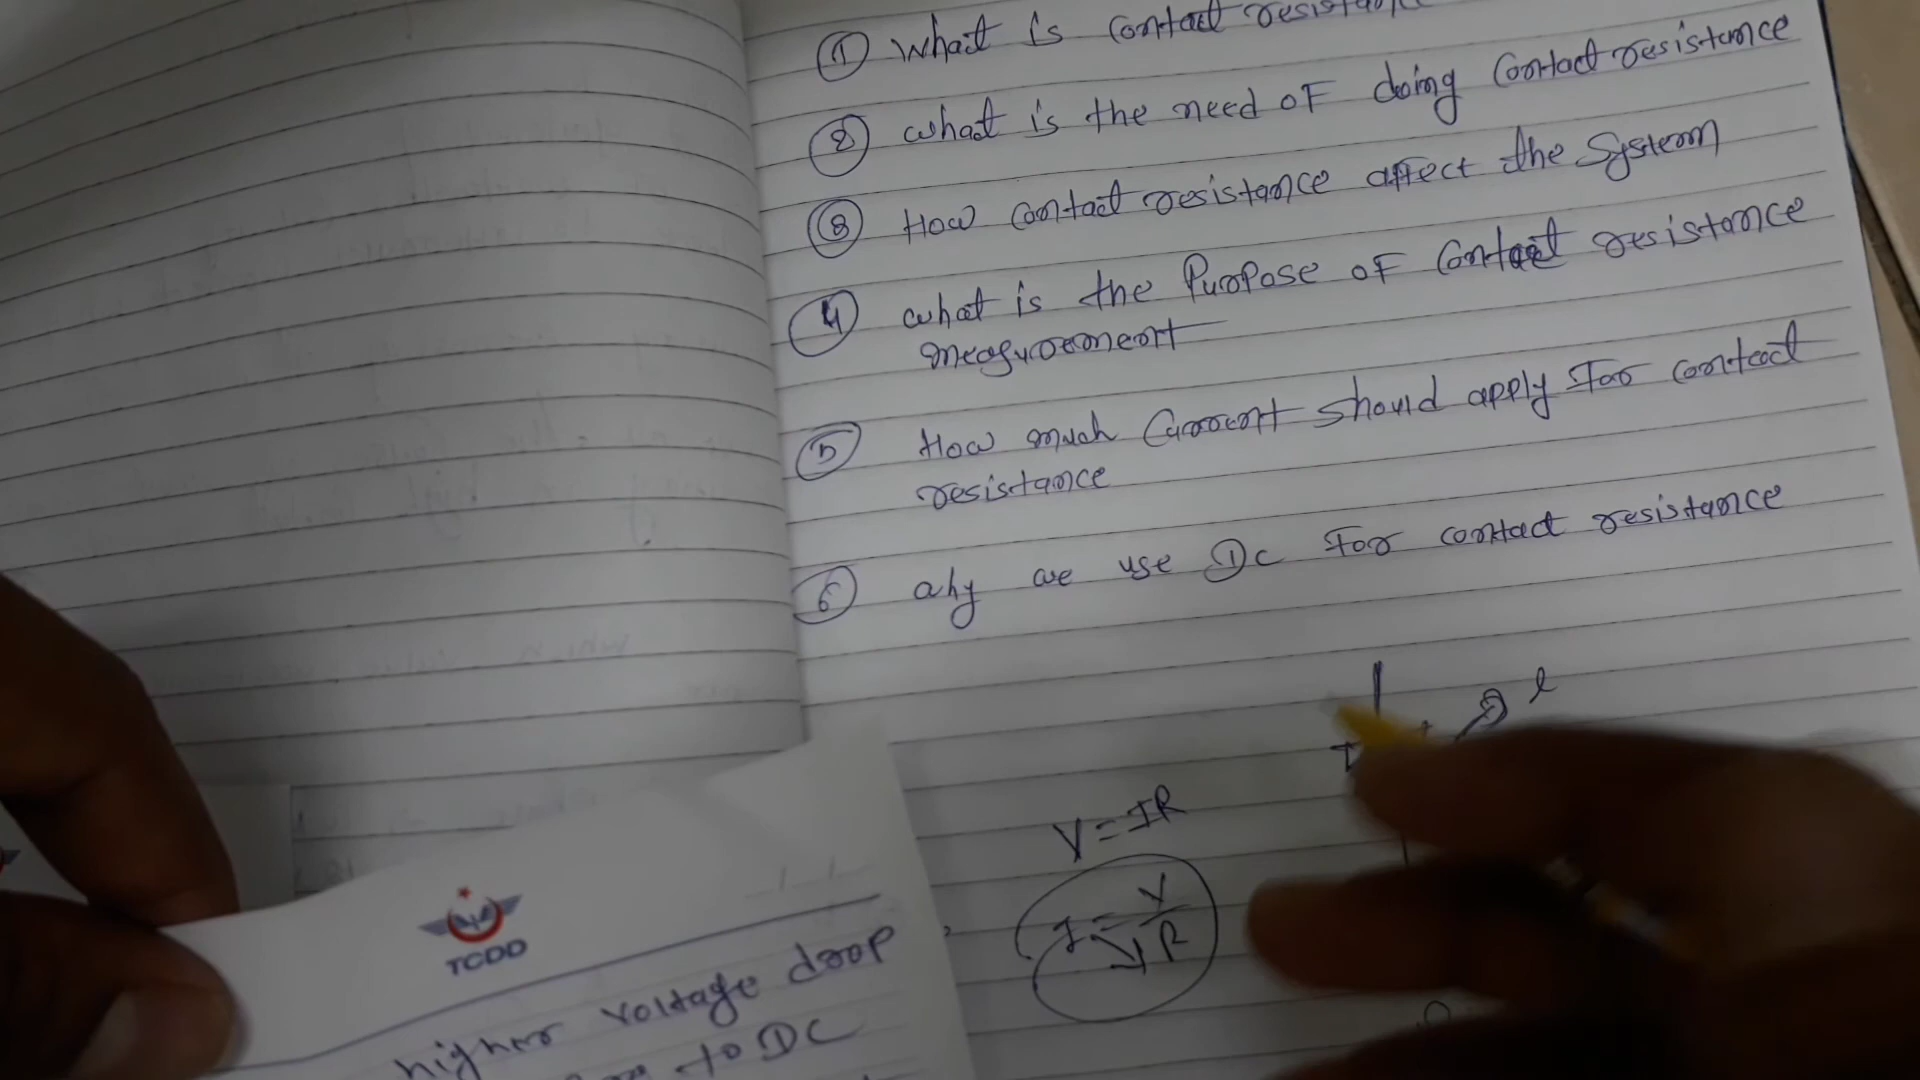 ① What is contact resistance
② what is the need of doing Contact resistance
③ How contact resistance affect the System
④ what is the Purpose of Contact resistance
measurement
⑤ How much Current should apply For contact
resistance
⑥ why we use Dc For contact resistance
V=IR
I=V/R
TCDD
higher voltage drop
to DC